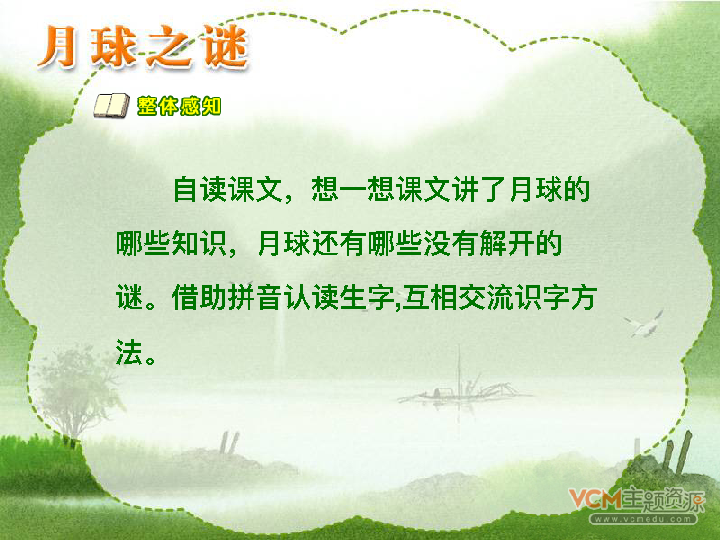 月球之谜
整体感知
自读课文，想一想课文讲了月球的
哪些知识，月球还有哪些没有解开的
谜。借助拼音认读生字,互相交流识字方
法。
VCM主题资源
www.vcmedu.com